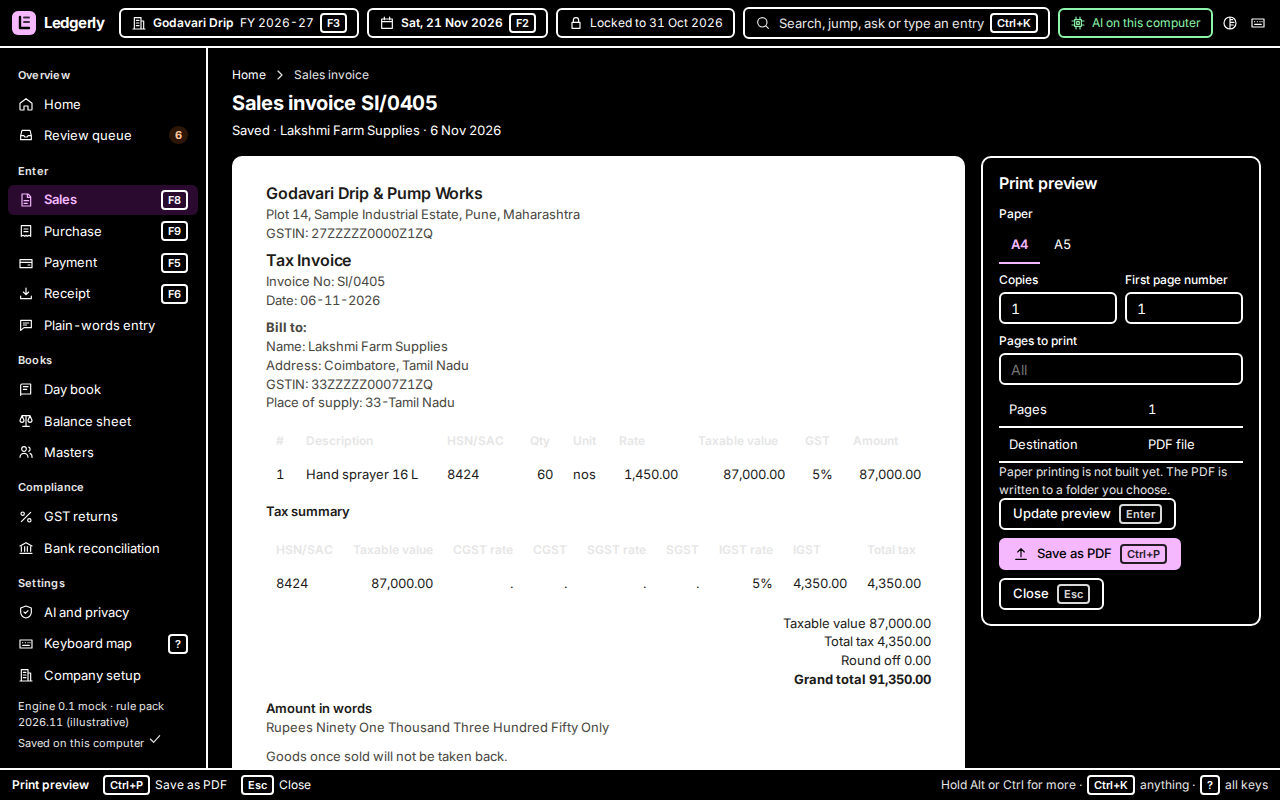 Ledgerly
Godavari Drip FY 2026-27 F3
Sat, 21 Nov 2026 F2
Locked to 31 Oct 2026
Search, jump, ask or type an entry Ctrl+K
AI on this computer
Overview
Home
Review queue 6
Enter
Sales F8
Purchase F9
Payment F5
Receipt F6
Plain-words entry
Books
Day book
Balance sheet
Masters
Compliance
GST returns
Bank reconciliation
Settings
AI and privacy
Keyboard map ?
Company setup
Engine 0.1 mock · rule pack
2026.11 (illustrative)
Saved on this computer
Home > Sales invoice
Sales invoice SI/0405
Saved · Lakshmi Farm Supplies · 6 Nov 2026
Godavari Drip & Pump Works
Plot 14, Sample Industrial Estate, Pune, Maharashtra
GSTIN: 27ZZZZZ0000Z1ZQ
Tax Invoice
Invoice No: SI/0405
Date: 06-11-2026
Bill to:
Name: Lakshmi Farm Supplies
Address: Coimbatore, Tamil Nadu
GSTIN: 33ZZZZZ0007Z1ZQ
Place of supply: 33-Tamil Nadu
# Description HSN/SAC Qty Unit Rate Taxable value GST Amount
1 Hand sprayer 16 L 8424 60 nos 1,450.00 87,000.00 5% 87,000.00
Tax summary
HSN/SAC Taxable value CGST rate CGST SGST rate SGST IGST rate IGST Total tax
8424 87,000.00 . . . . 5% 4,350.00 4,350.00
Taxable value 87,000.00
Total tax 4,350.00
Round off 0.00
Grand total 91,350.00
Amount in words
Rupees Ninety One Thousand Three Hundred Fifty Only
Goods once sold will not be taken back.
Print preview
Paper
A4 A5
Copies First page number
1 1
Pages to print
All
Pages 1
Destination PDF file
Paper printing is not built yet. The PDF is
written to a folder you choose.
Update preview Enter
Save as PDF Ctrl+P
Close Esc
Print preview Ctrl+P Save as PDF Esc Close
Hold Alt or Ctrl for more · Ctrl+K anything · ? all keys